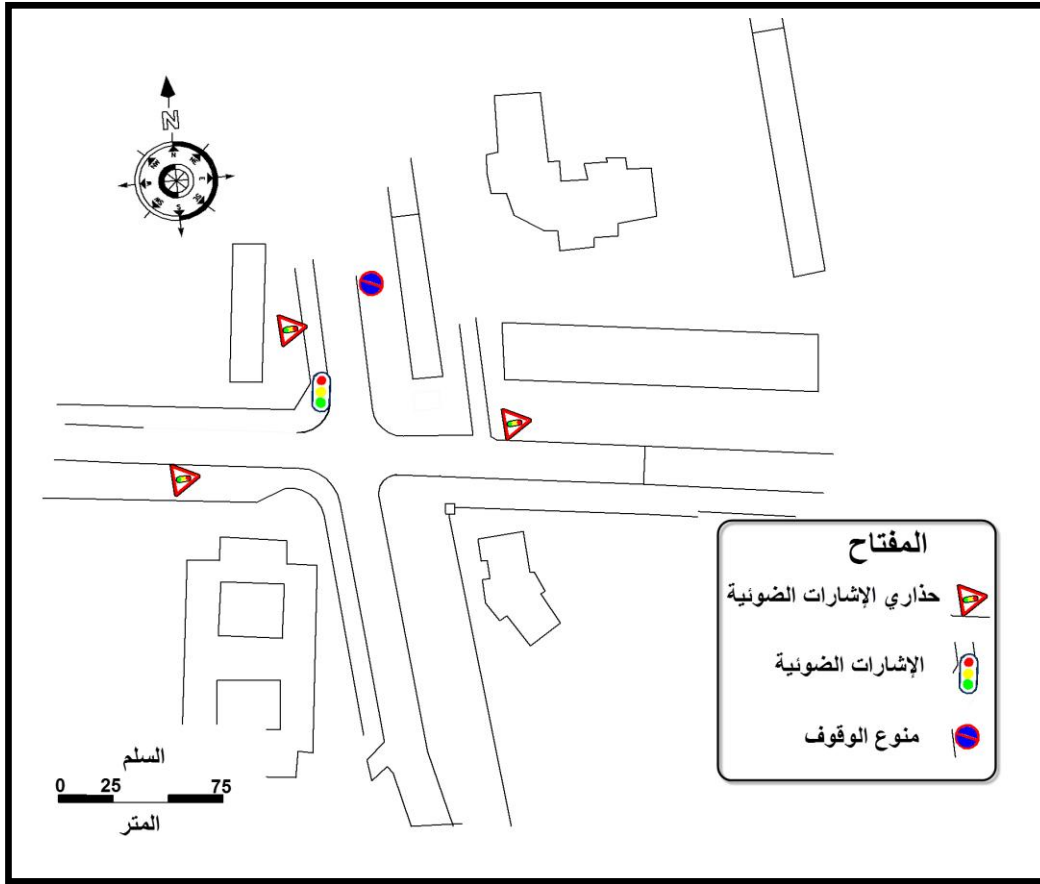 N
N
E
S
المفتاح
حذاري الإشارات الضوئية
الإشارات الضوئية
منوع الوقوف
السلم
0 25 75
المتر